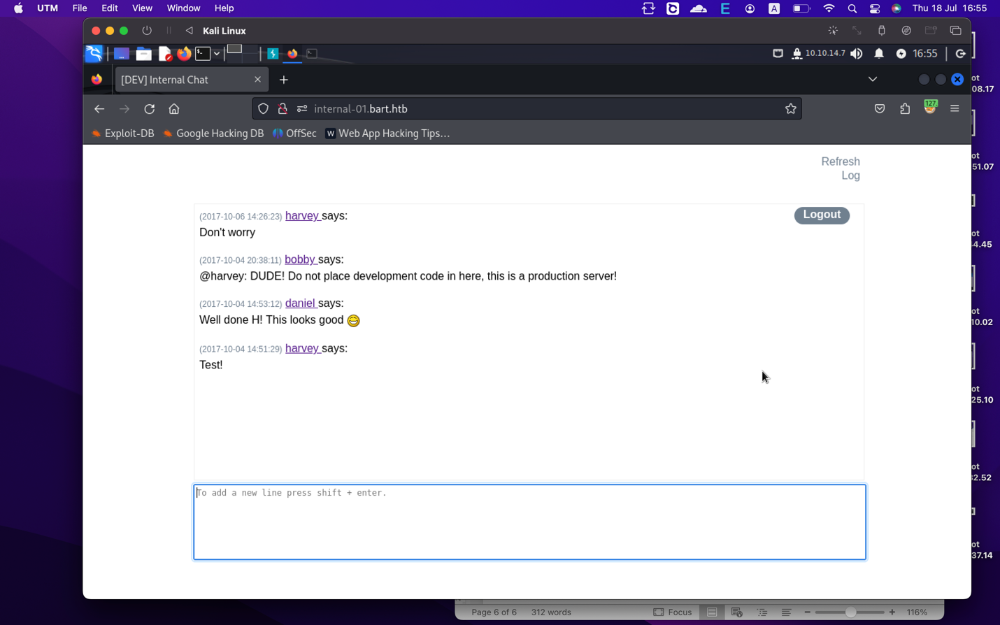 UTM File Edit View Window Help
E A Thu 18 Jul 16:55
Kali Linux
10.10.14.7 16:55
[DEV] Internal Chat
internal-01.bart.htb
127.
Exploit-DB Google Hacking DB OffSec W Web App Hacking Tips…
Refresh
Log
Logout
(2017-10-06 14:26:23) harvey says:
Don't worry
(2017-10-04 20:38:11) bobby says:
@harvey: DUDE! Do not place development code in here, this is a production server!
(2017-10-04 14:53:12) daniel says:
Well done H! This looks good
(2017-10-04 14:51:29) harvey says:
Test!
To add a new line press shift + enter.
ot
08.17
ot
51.07
ot
4.45
ot
0.02
ot
25.10
ot
2.52
ot
37.14
Page 6 of 6 312 words Focus 116%